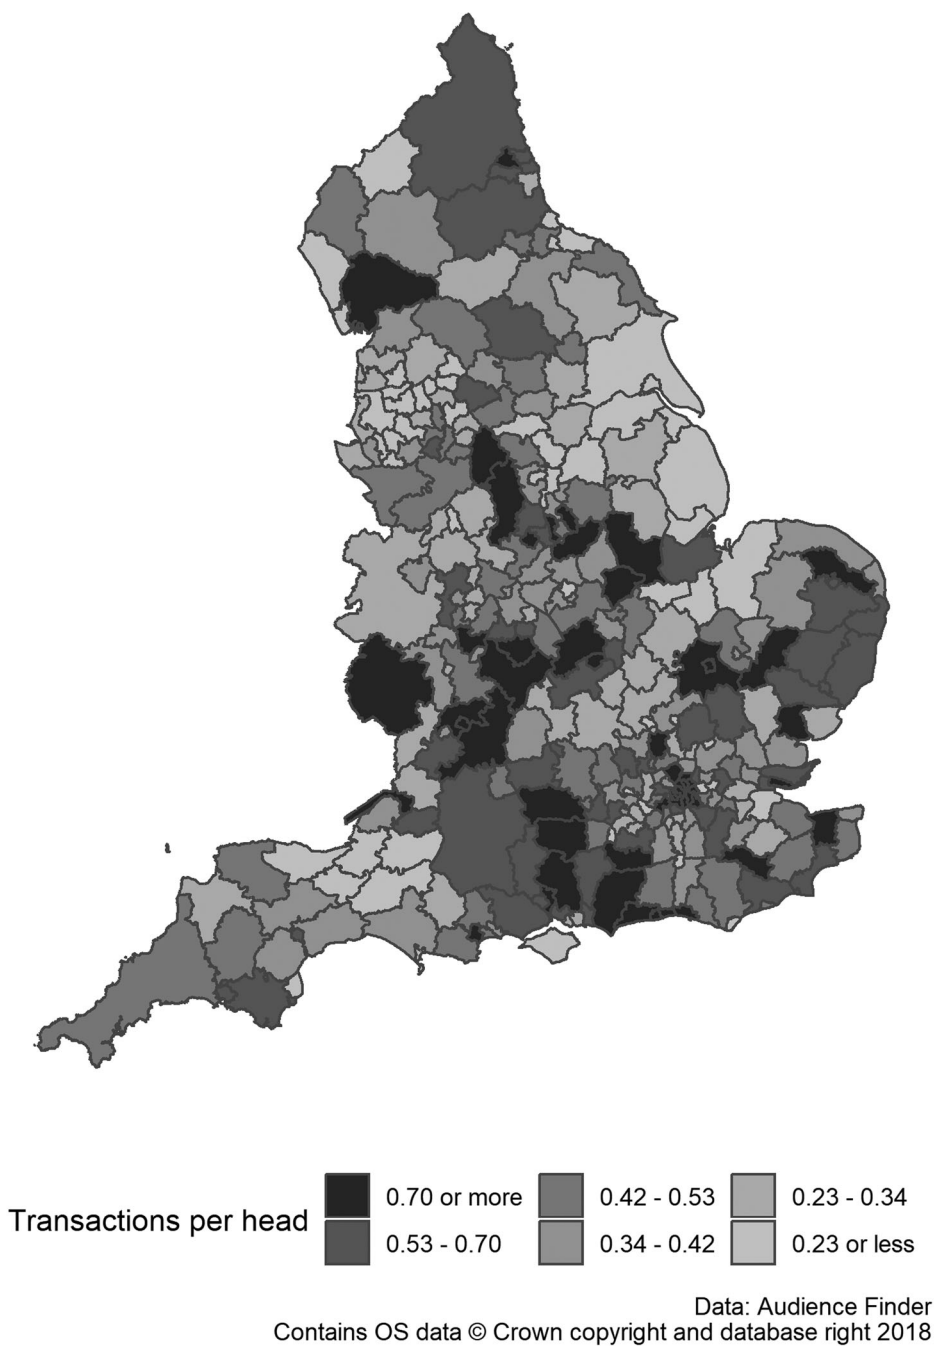 Transactions per head
0.70 or more
0.53 - 0.70
0.42 - 0.53
0.34 - 0.42
0.23 - 0.34
0.23 or less
Data: Audience Finder
Contains OS data © Crown copyright and database right 2018